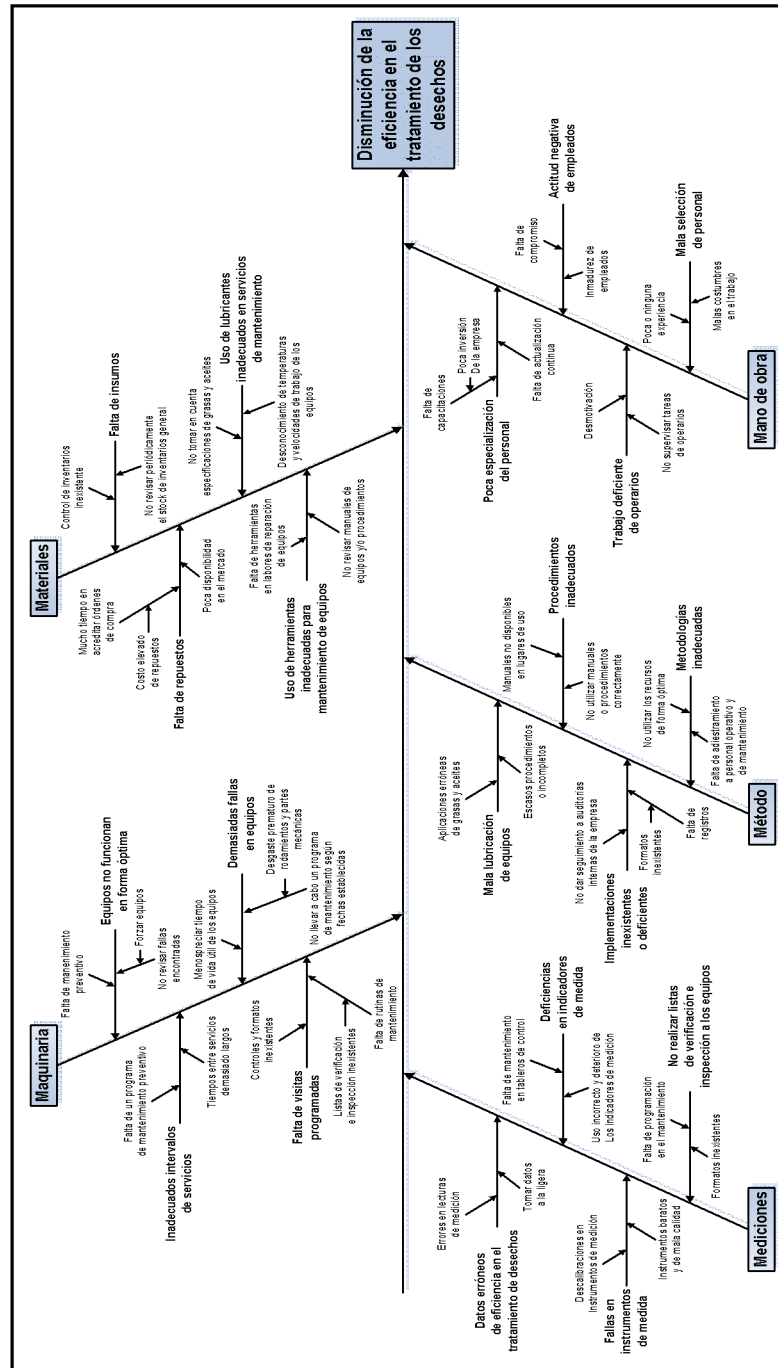 Disminución de la
eficiencia en el
tratamiento de los
desechos
Maquinaria
Falta de manenimiento
preventivo
Equipos no funcionan
en forma óptima
Forzar equipos
No revisar fallas
encontradas
Falta de un programa
de mantenimiento preventivo
Inadecuados intervalos
de servicios
Tiempos entre servicios
demasiado largos
Menospreciar tiempo
de vida útil de los equipos
Demasiadas fallas
en equipos
Desgaste prematuro de
rodamientos y partes
mecánicas
Controles y formatos
inexistentes
No llevar a cabo un programa
de mantenimiento según
fechas establecidas
Falta de visitas
programadas
Listas de verificación
e inspección inexistentes
Falta de rutinas de
mantenimiento
Materiales
Control de inventarios
inexistente
Falta de insumos
No revisar periódicamente
el stock de inventarios general
Mucho tiempo en
acreditar órdenes
de compra
Costo elevado
de repuestos
Falta de repuestos
Poca disponibilidad
en el mercado
No tomar en cuenta
especificaciones de grasas y aceites
Uso de lubricantes
inadecuados en servicios
de mantenimiento
Desconocimiento de temperaturas
y velocidades de trabajo de los
equipos
Falta de herramientas
en labores de reparación
de equipos
Uso de herramientas
inadecuadas para
mantenimiento de equipos
No revisar manuales de
equipos y/o procedimientos
Errores en lecturas
de medición
Datos erróneos
de eficiencia en el
tratamiento de desechos
Tomar datos
a la ligera
Falta de mantenimiento
en tableros de control
Deficiencias
en indicadores
de medida
Uso incorrecto y deterioro de
Los indicadores de medición
Descalibraciones en
Instrumentos de medición
Fallas en
instrumentos
de medida
Instrumentos baratos
y de mala calidad
Falta de programación
en el mantenimiento
No realizar listas
de verificación e
inspección a los equipos
Formatos inexistentes
Mediciones
Aplicaciones erróneas
de grasas y aceites
Mala lubricación
de equipos
Escasos procedimientos
o incompletos
Manuales no disponibles
en lugares de uso
Procedimientos
inadecuados
No utilizar manuales
o procedimientos
correctamente
No dar seguimiento a auditorias
internas de la empresa
Implementaciones
inexistentes
o deficientes
Formatos
inexistentes
Falta de
registros
No utilizar los recursos
de forma óptima
Metodologías
inadecuadas
Falta de adiestramiento
a personal operativo y
de mantenimiento
Método
Falta de
capacitaciones
Poca inversión
De la empresa
Poca especialización
del personal
Falta de actualización
continua
Falta de
compromiso
Actitud negativa
de empleados
Inmadurez de
empleados
Desmotivación
Trabajo deficiente
de operarios
No supervisar tareas
de operarios
Poca o ninguna
experiencia
Mala selección
de personal
Malas costumbres
en el trabajo
Mano de obra